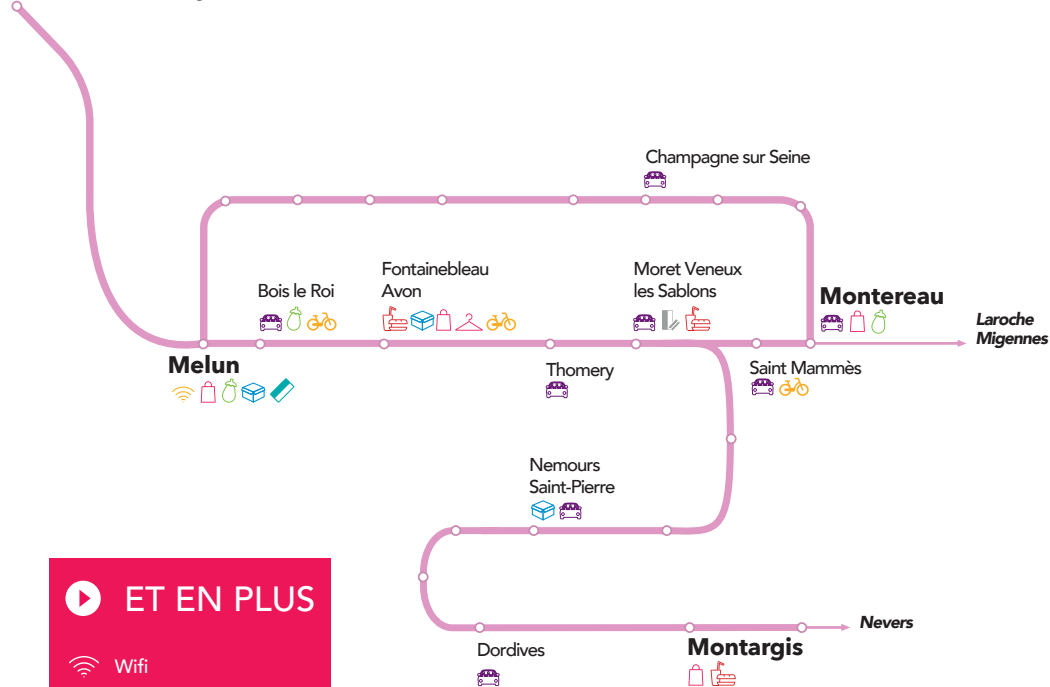 Champagne sur Seine
Bois le Roi
Fontainebleau
Avon
Moret Veneux
les Sablons
Montereau
Laroche
Migennes
Melun
Thomery
Saint Mammès
Nemours
Saint-Pierre
ET EN PLUS
Wifi
Nevers
Dordives
Montargis